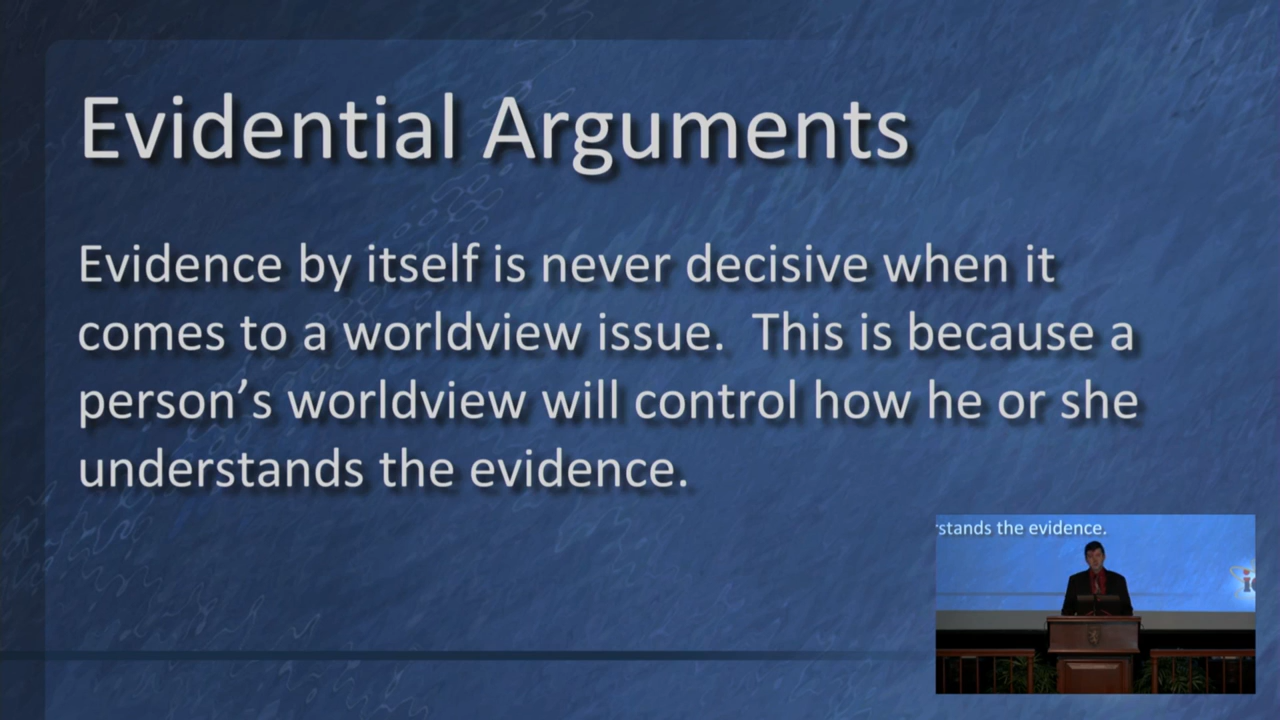 Evidential Arguments
Evidence by itself is never decisive when it
comes to a worldview issue.  This is because a
person’s worldview will control how he or she
understands the evidence.
stands the evidence.